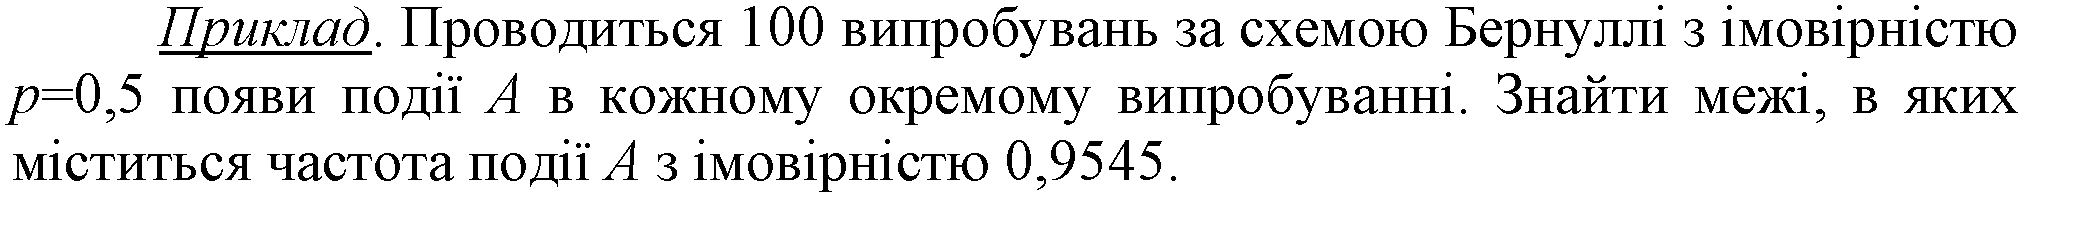 Приклад. Проводиться 100 випробувань за схемою Бернуллі з імовірністю
p=0,5 появи події A в кожному окремому випробуванні. Знайти межі, в яких
міститься частота події A з імовірністю 0,9545.